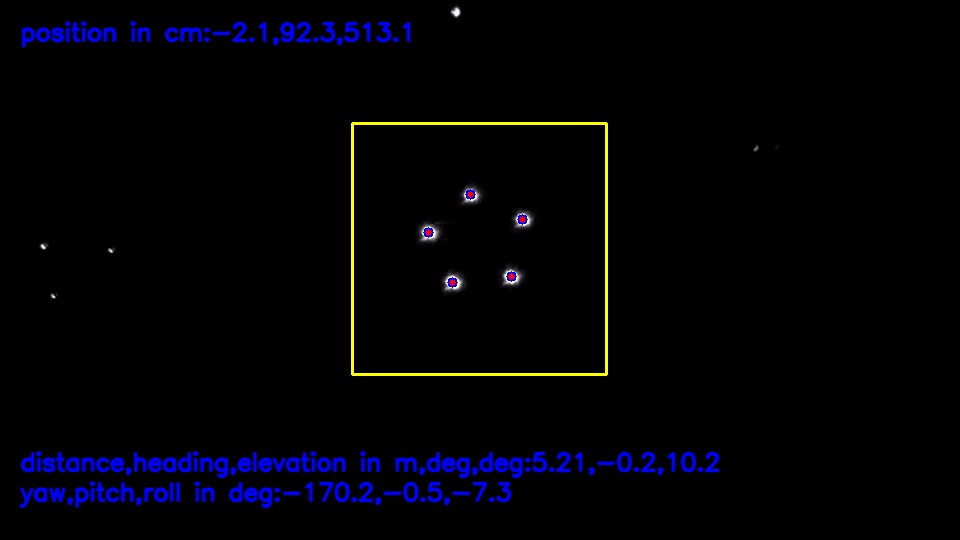 position in cm:-2.1,92.3,513.1
distance,heading,elevation in m,deg,deg:5.21,-0.2,10.2
yaw,pitch,roll in deg:-170.2,-0.5,-7.3